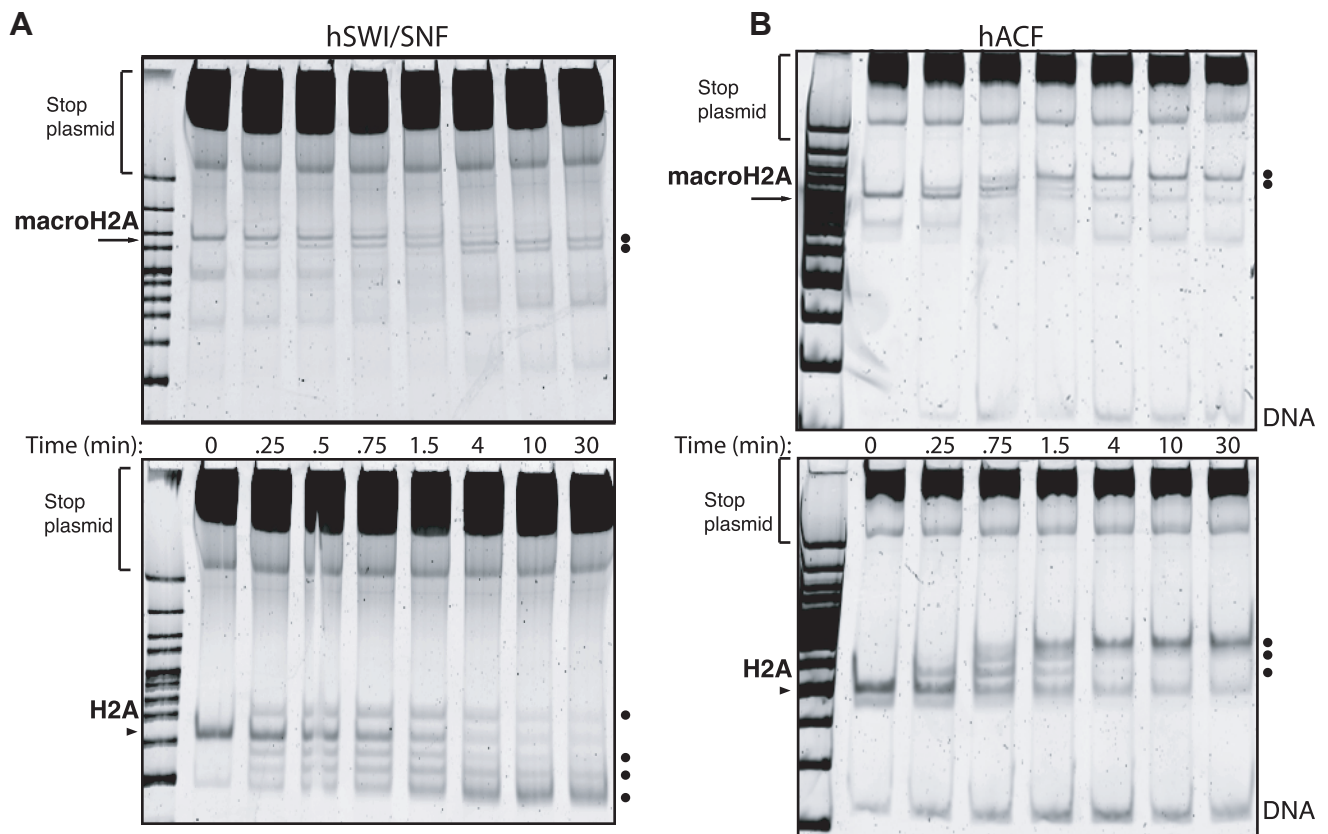 A
B
hSWI/SNF
hACF
Stop
plasmid
Stop
plasmid
macroH2A
macroH2A
DNA
Time (min): 0 .25 .5 .75 1.5 4 10 30
Time (min): 0 .25 .75 1.5 4 10 30
Stop
plasmid
Stop
plasmid
H2A
H2A
DNA